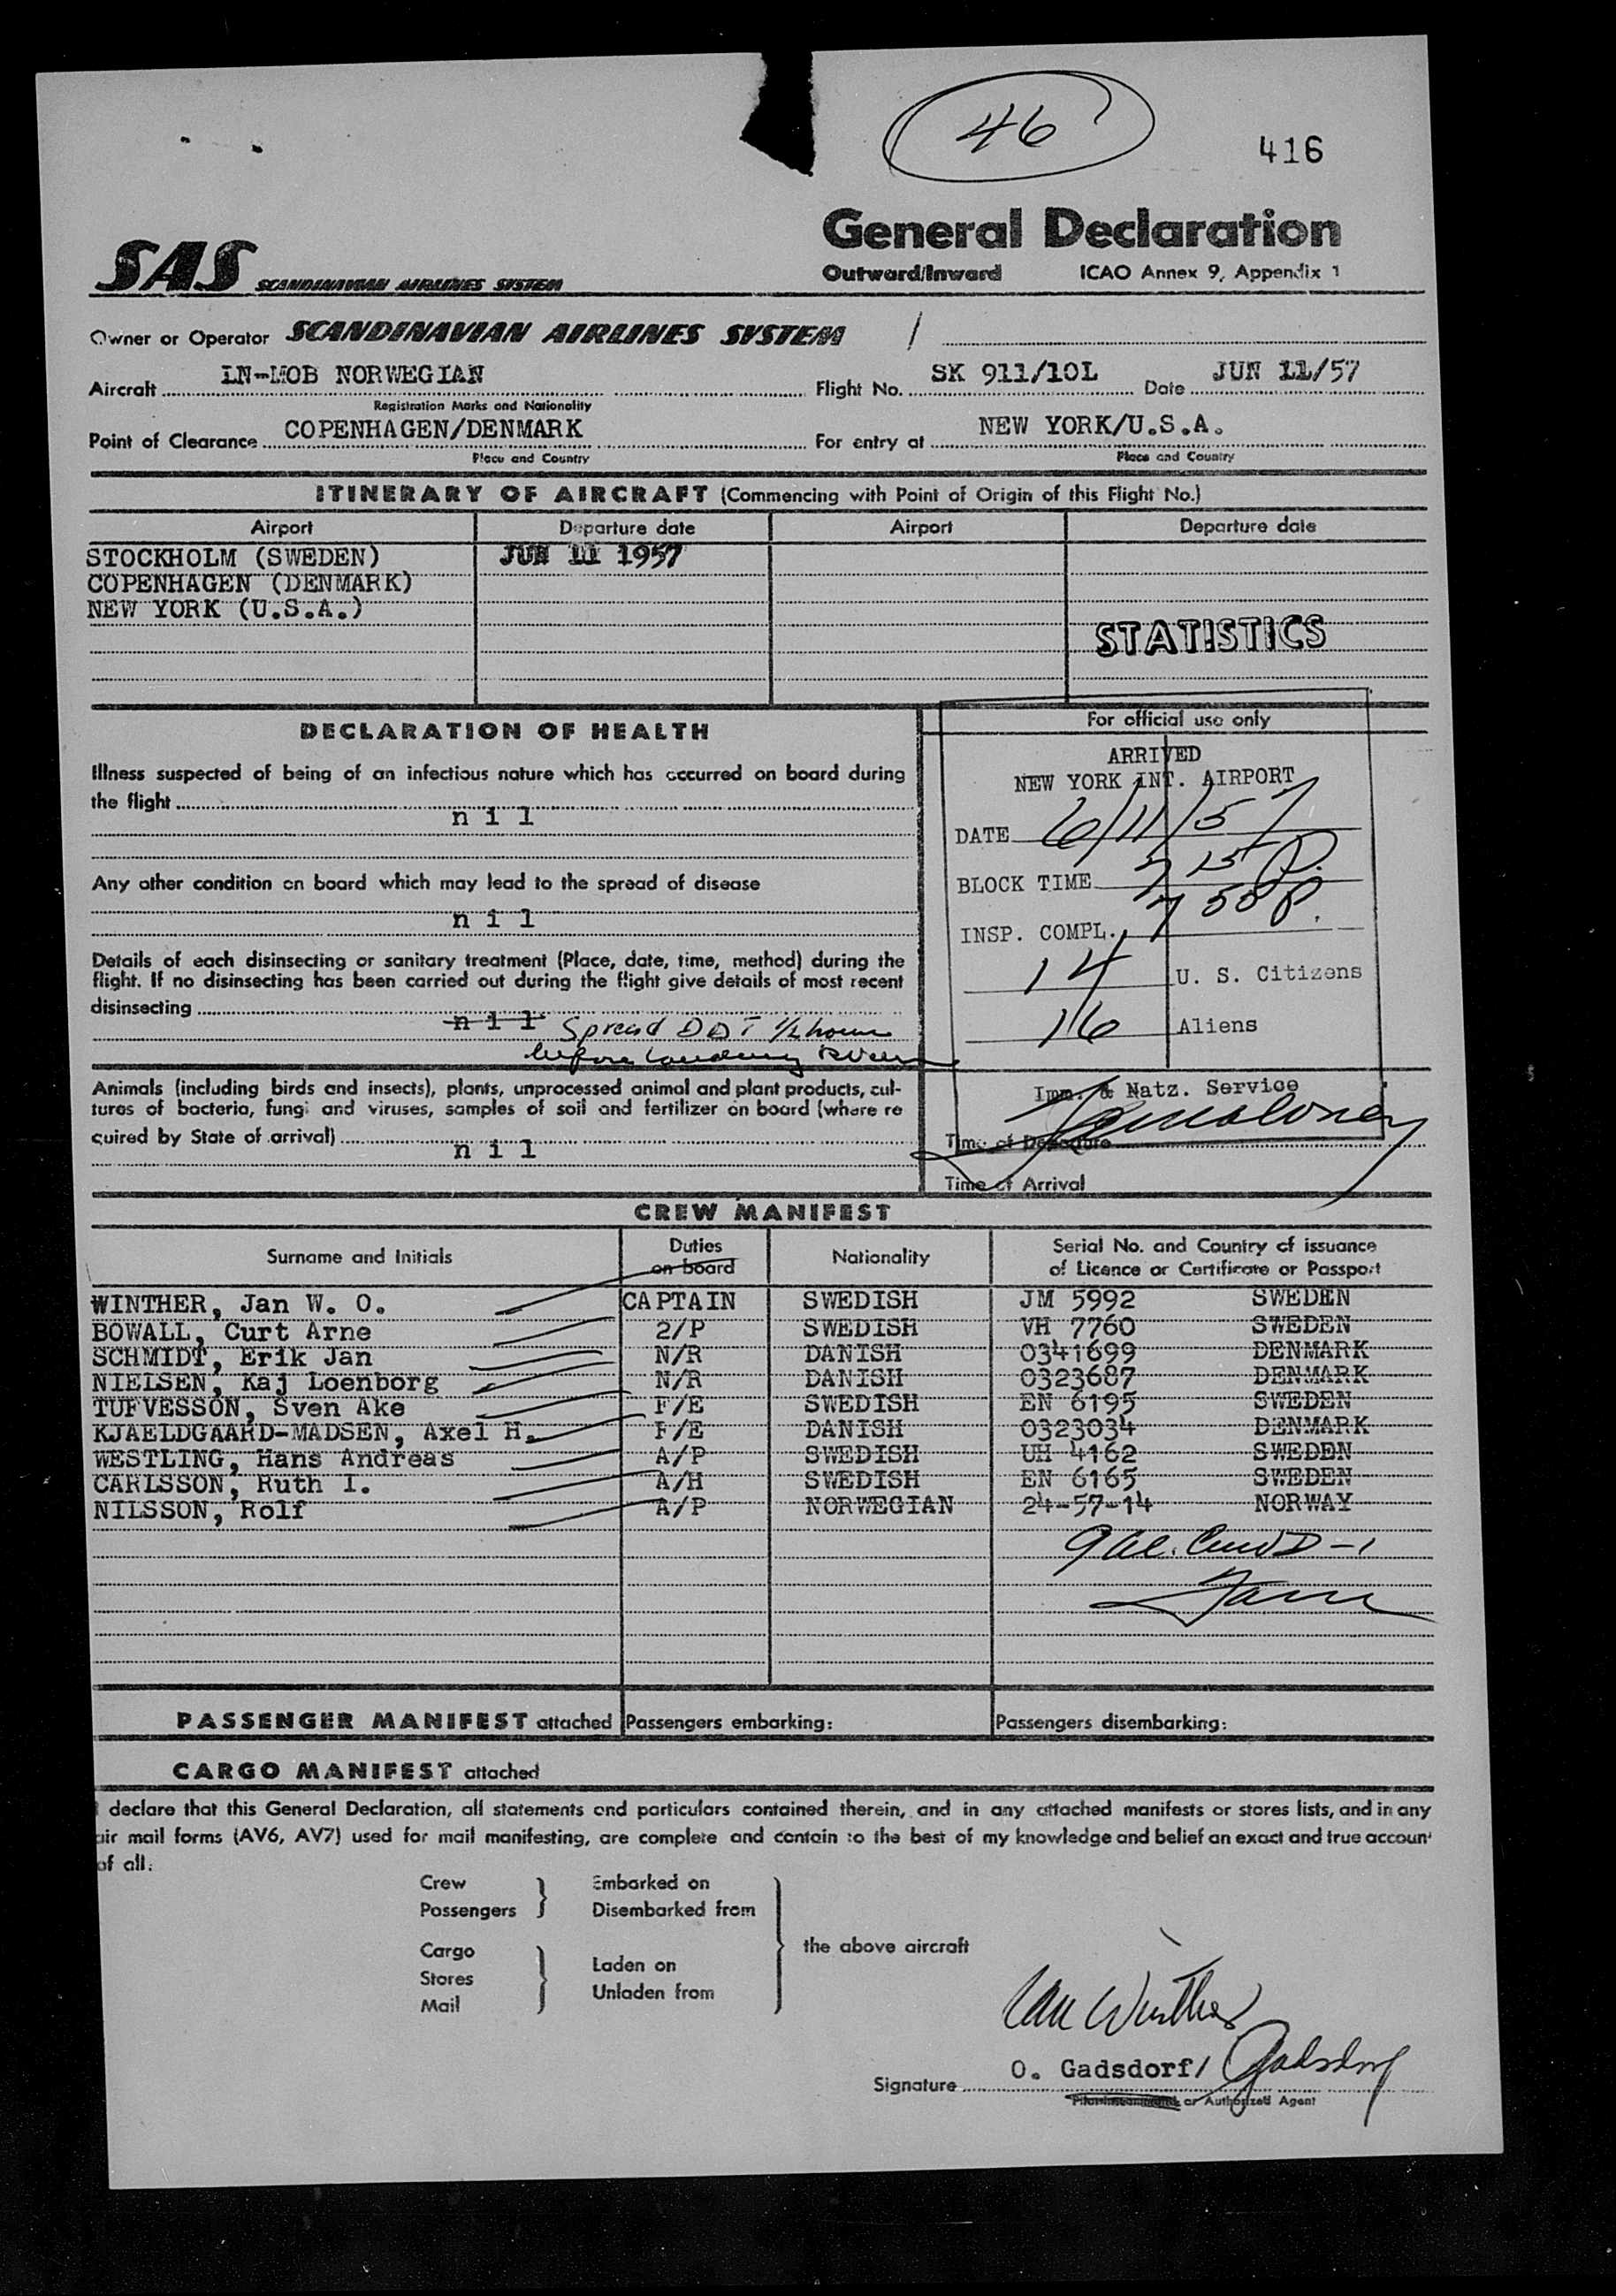 46
416
General Declaration
Outward/Inward ICAO Annex 9, Appendix 1
SAS SCANDINAVIAN AIRLINES SYSTEM
Owner or Operator SCANDINAVIAN AIRLINES SYSTEM /
Aircraft LN-MOB NORWEGIAN Flight No. SK 911/10L Date JUN 11/57
Registration Marks and Nationality
Point of Clearance COPENHAGEN/DENMARK For entry at NEW YORK/U.S.A.
Place and Country Place and Country
ITINERARY OF AIRCRAFT (Commencing with Point of Origin of this Flight No.)
Airport Departure date Airport Departure date
STOCKHOLM (SWEDEN) JUN 11 1957
COPENHAGEN (DENMARK)
NEW YORK (U.S.A.)
STATISTICS
DECLARATION OF HEALTH
Illness suspected of being of an infectious nature which has occurred on board during
the flight
n i l
Any other condition on board which may lead to the spread of disease
n i l
Details of each disinsecting or sanitary treatment (Place, date, time, method) during the
flight. If no disinsecting has been carried out during the flight give details of most recent
disinsecting
n i l Spread DDT 1/2 hour
before landing
Animals (including birds and insects), plants, unprocessed animal and plant products, cul-
tures of bacteria, fungi and viruses, samples of soil and fertilizer on board (where re
quired by State of arrival)
n i l
For official use only
ARRIVED
NEW YORK INT. AIRPORT
DATE 6/11/57
BLOCK TIME 7 15 P.
INSP. COMPL. 7 58 P.
14 U. S. Citizens
16 Aliens
Imm. & Natz. Service
Time of Departure
Time of Arrival
CREW MANIFEST
Surname and Initials Duties on board Nationality Serial No. and Country of issuance of Licence or Certificate or Passport
WINTHER, Jan W. O. CAPTAIN SWEDISH JM 5992 SWEDEN
BOWALL, Curt Arne 2/P SWEDISH VH 7760 SWEDEN
SCHMIDT, Erik Jan N/R DANISH 0341699 DENMARK
NIELSEN, Kaj Loenborg N/R DANISH 0323687 DENMARK
TUFVESSON, Sven Ake F/E SWEDISH EN 6195 SWEDEN
KJAELDGAARD-MADSEN, Axel H. F/E DANISH 0323034 DENMARK
WESTLING, Hans Andreas A/P SWEDISH UH 4162 SWEDEN
CARLSSON, Ruth I. A/H SWEDISH EN 6165 SWEDEN
NILSSON, Rolf A/P NORWEGIAN 24-57-14 NORWAY
PASSENGER MANIFEST attached Passengers embarking: Passengers disembarking:
CARGO MANIFEST attached
declare that this General Declaration, all statements and particulars contained therein, and in any attached manifests or stores lists, and in any
air mail forms (AV6, AV7) used for mail manifesting, are complete and contain to the best of my knowledge and belief an exact and true accoun
of all:
Crew Embarked on
Passengers Disembarked from
the above aircraft
Cargo
Stores Laden on
Mail Unladen from
Jan Winther
O. Gadsdorf/ Gadsdorf
Signature
or Authorized Agent